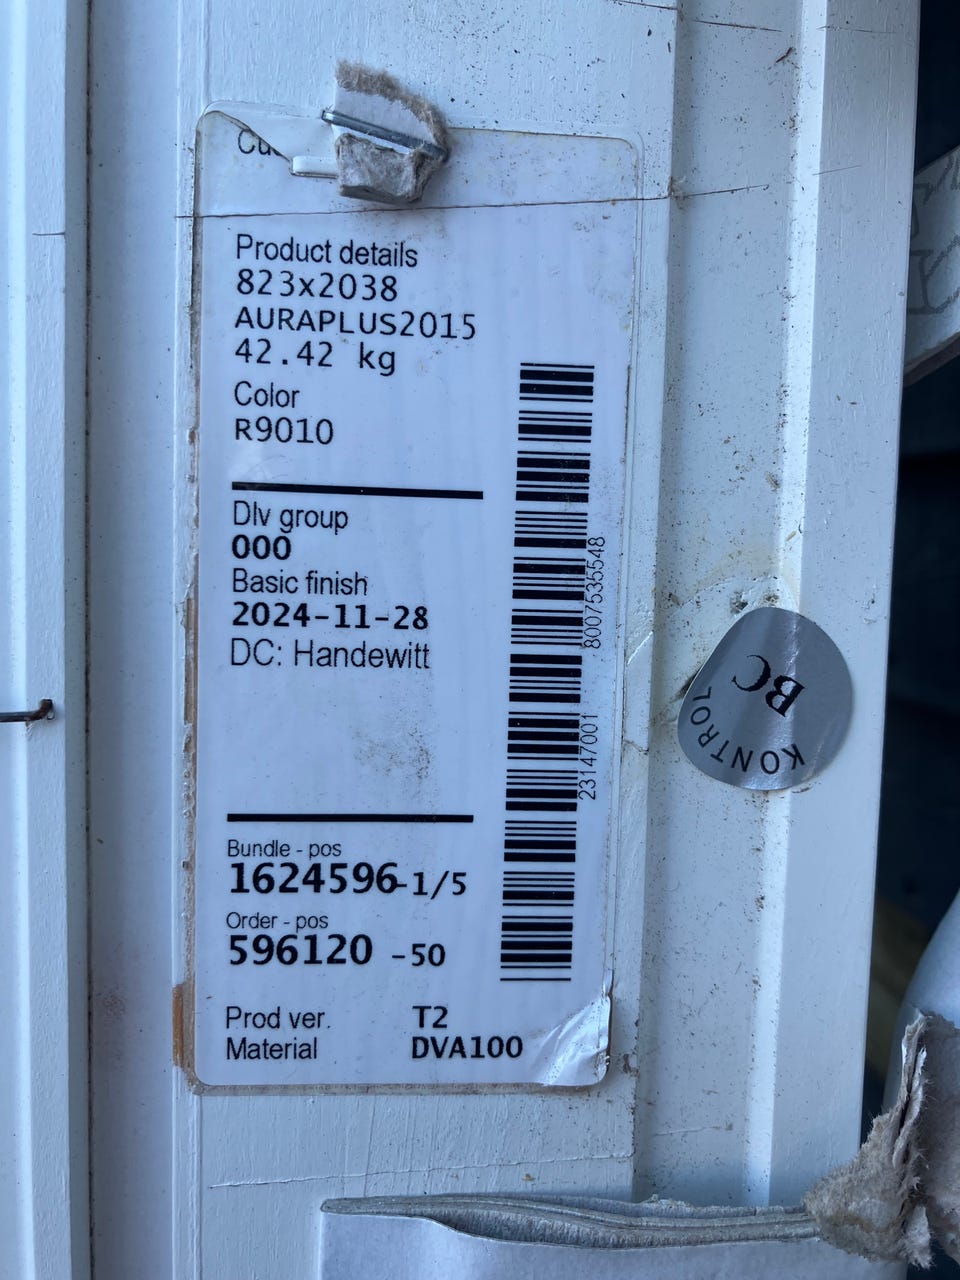 Product details
823x2038
AURAPLUS2015
42.42 kg
Color
R9010
Dlv group
000
Basic finish
2024-11-28
DC: Handewitt
Bundle - pos
1624596-1/5
Order - pos
596120 -50
Prod ver. T2
Material DVA100
8007535548
23147001
BC
KONTROL